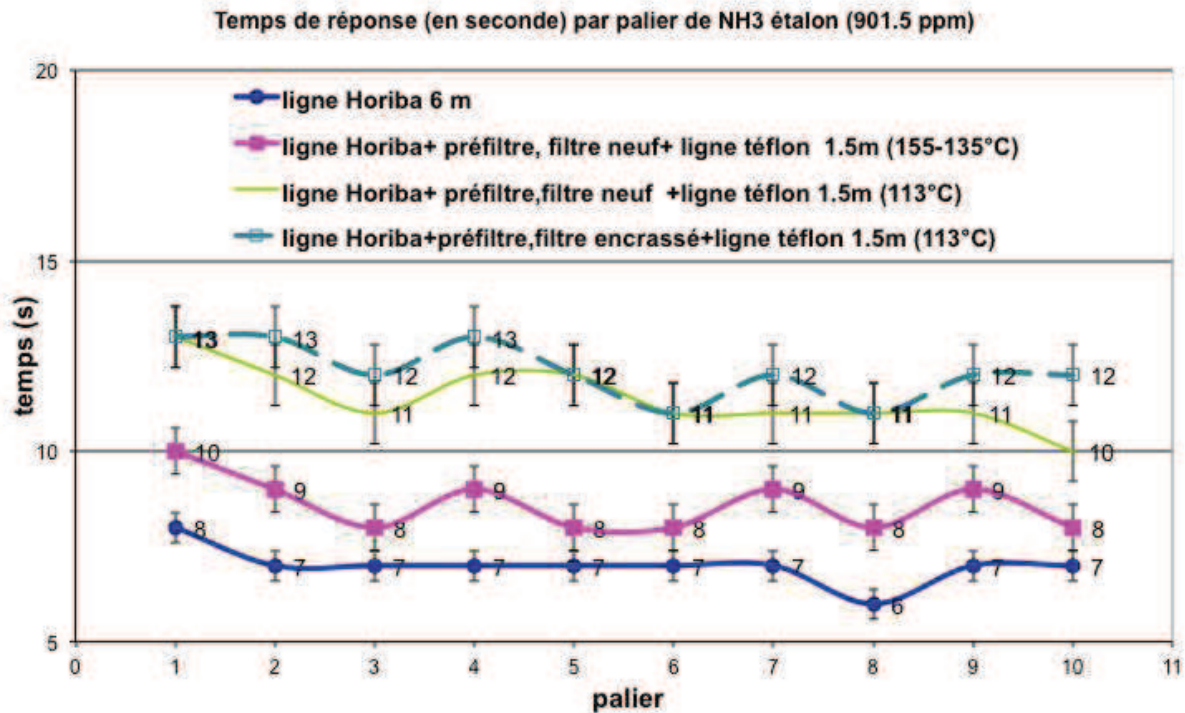 Temps de réponse (en seconde) par palier de NH3 étalon (901.5 ppm)
20
ligne Horiba 6 m
ligne Horiba+ préfiltre, filtre neuf+ ligne téflon 1.5m (155-135°C)
ligne Horiba+ préfiltre,filtre neuf +ligne téflon 1.5m (113°C)
ligne Horiba+préfiltre,filtre encrassé+ligne téflon 1.5m (113°C)
15
temps (s)
13 13 12 13 12 11 12 11 12 12
13 12 11 12 12 11 11 11 11 10
10
10 9 8 9 8 8 9 8 9 8
8 7 7 7 7 7 7 6 7 7
5
0 1 2 3 4 5 6 7 8 9 10 11
palier